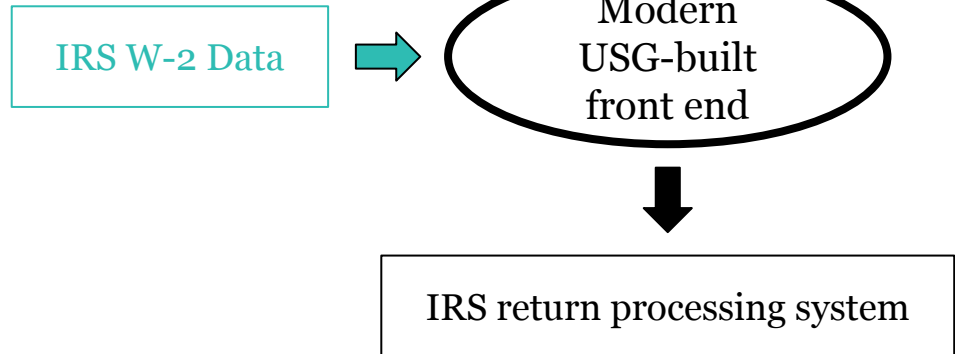 IRS W-2 Data
Modern
USG-built
front end
IRS return processing system